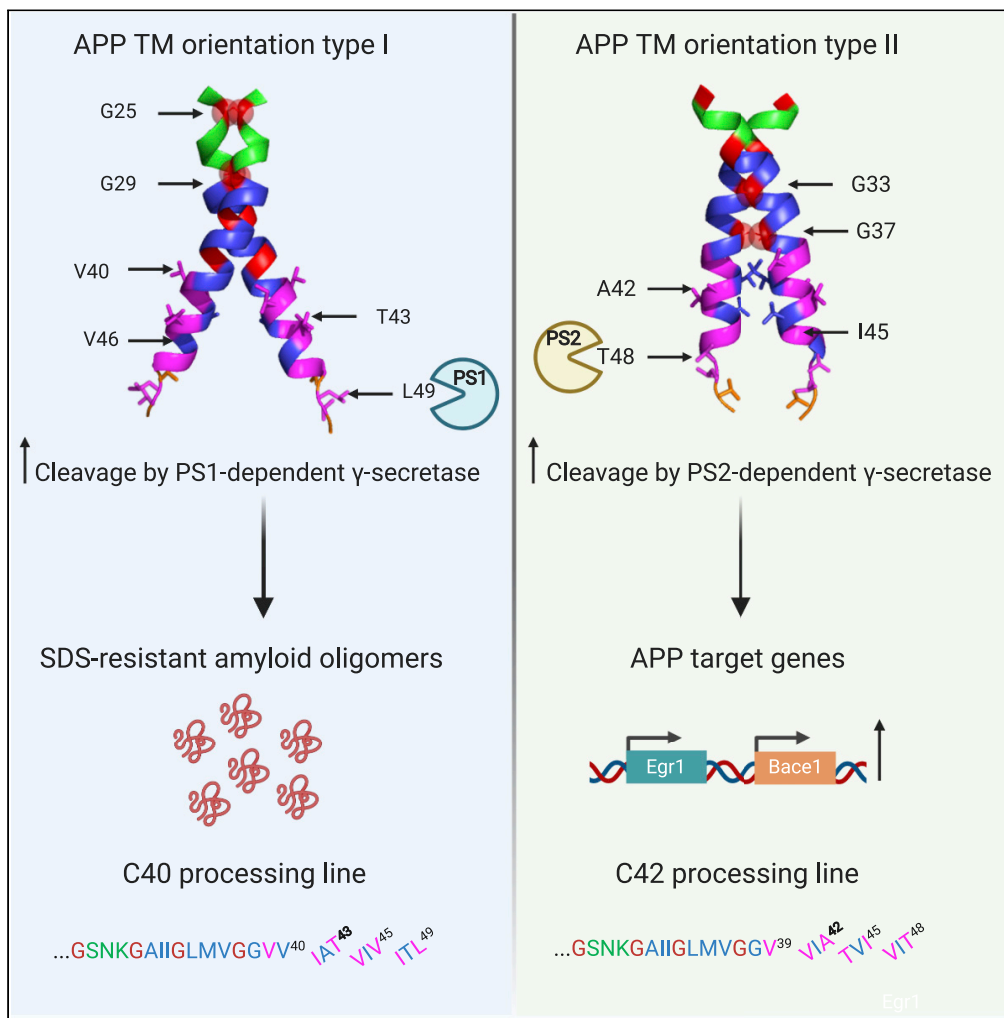 APP TM orientation type I
G25
G29
V40
V46
T43
L49
PS1
Cleavage by PS1-dependent γ-secretase
SDS-resistant amyloid oligomers
C40 processing line
...GSNKGAIIGLMVGGVV40 IAT43 VIV45 ITL49
APP TM orientation type II
G33
G37
A42
I45
PS2
T48
Cleavage by PS2-dependent γ-secretase
APP target genes
Egr1
Bace1
C42 processing line
...GSNKGAIIGLMVGGV39 VIA42 TVI45 VIT48
Egr1